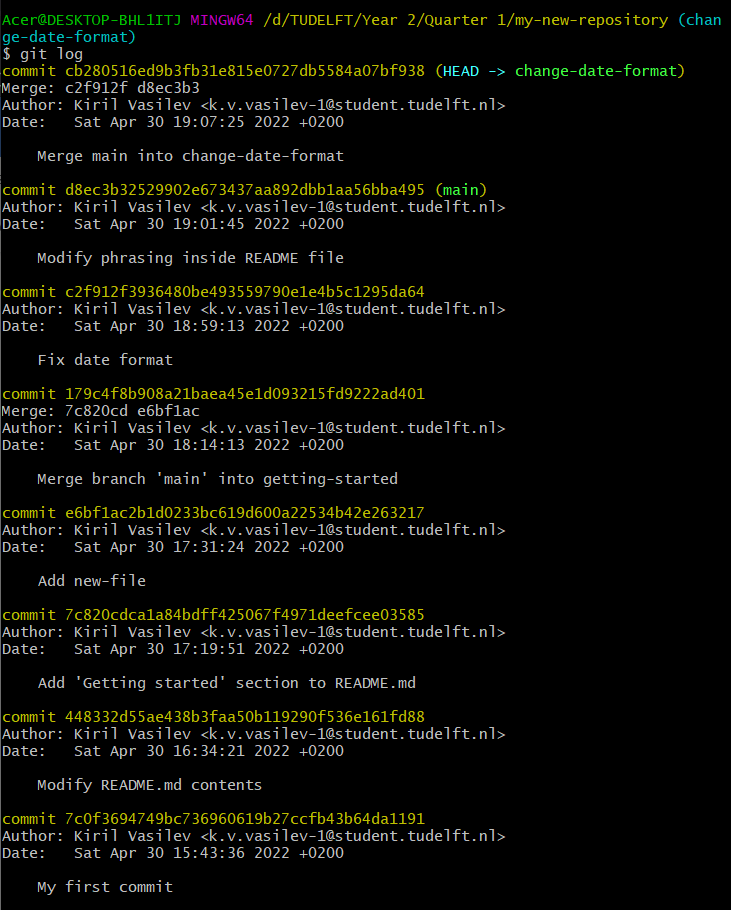 Acer@DESKTOP-BHL1ITJ MINGW64 /d/TUDELFT/Year 2/Quarter 1/my-new-repository (chan
ge-date-format)
$ git log
commit cb280516ed9b3fb31e815e0727db5584a07bf938 (HEAD -> change-date-format)
Merge: c2f912f d8ec3b3
Author: Kiril Vasilev <k.v.vasilev-1@student.tudelft.nl>
Date:   Sat Apr 30 19:07:25 2022 +0200
    Merge main into change-date-format
commit d8ec3b32529902e673437aa892dbb1aa56bba495 (main)
Author: Kiril Vasilev <k.v.vasilev-1@student.tudelft.nl>
Date:   Sat Apr 30 19:01:45 2022 +0200
    Modify phrasing inside README file
commit c2f912f3936480be493559790e1e4b5c1295da64
Author: Kiril Vasilev <k.v.vasilev-1@student.tudelft.nl>
Date:   Sat Apr 30 18:59:13 2022 +0200
    Fix date format
commit 179c4f8b908a21baea45e1d093215fd9222ad401
Merge: 7c820cd e6bf1ac
Author: Kiril Vasilev <k.v.vasilev-1@student.tudelft.nl>
Date:   Sat Apr 30 18:14:13 2022 +0200
    Merge branch 'main' into getting-started
commit e6bf1ac2b1d0233bc619d600a22534b42e263217
Author: Kiril Vasilev <k.v.vasilev-1@student.tudelft.nl>
Date:   Sat Apr 30 17:31:24 2022 +0200
    Add new-file
commit 7c820cdca1a84bdff425067f4971deefcee03585
Author: Kiril Vasilev <k.v.vasilev-1@student.tudelft.nl>
Date:   Sat Apr 30 17:19:51 2022 +0200
    Add 'Getting started' section to README.md
commit 448332d55ae438b3faa50b119290f536e161fd88
Author: Kiril Vasilev <k.v.vasilev-1@student.tudelft.nl>
Date:   Sat Apr 30 16:34:21 2022 +0200
    Modify README.md contents
commit 7c0f3694749bc736960619b27ccfb43b64da1191
Author: Kiril Vasilev <k.v.vasilev-1@student.tudelft.nl>
Date:   Sat Apr 30 15:43:36 2022 +0200
    My first commit